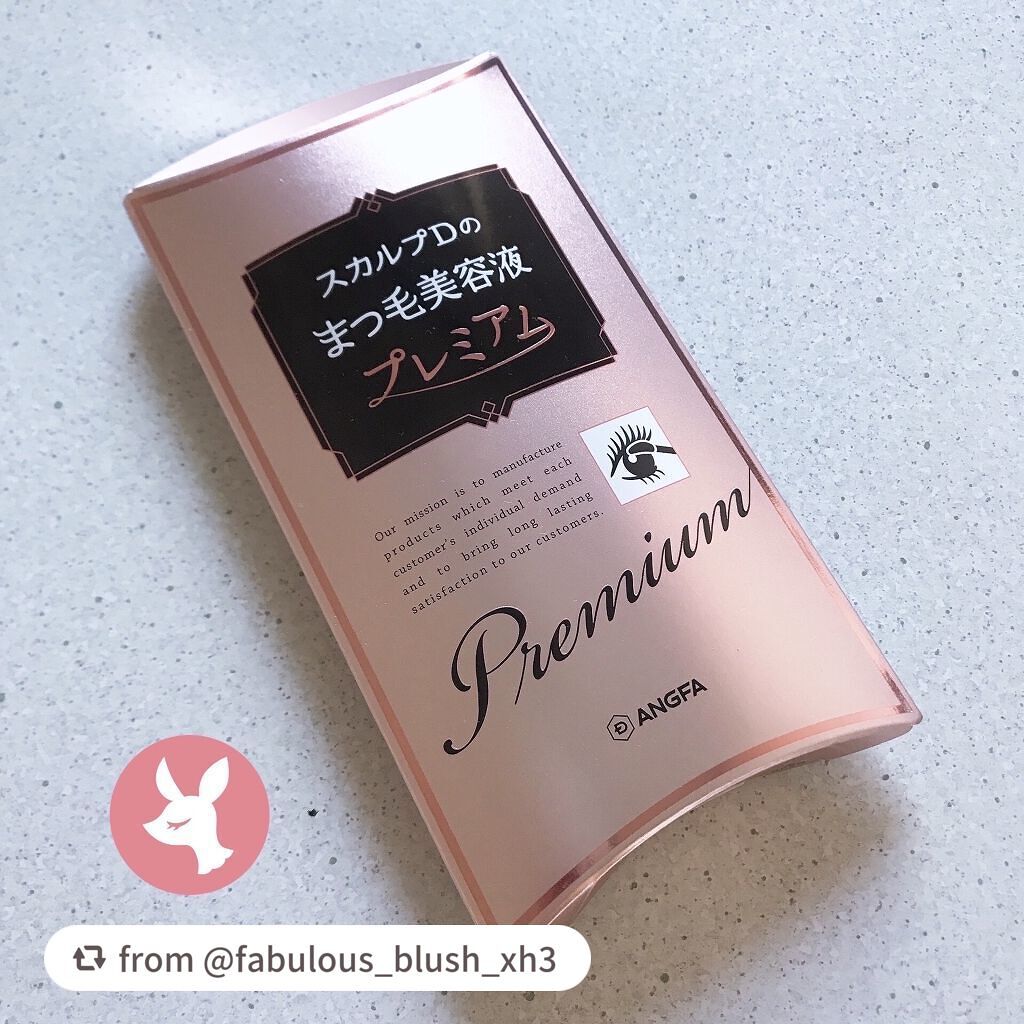 スカルプDの
まつ毛美容液
プレミアム
Our mission is to manufacture
products which meet each
customer's individual demand
and to bring long lasting
satisfaction to our customers.
Premium
ANGFA
from @fabulous_blush_xh3